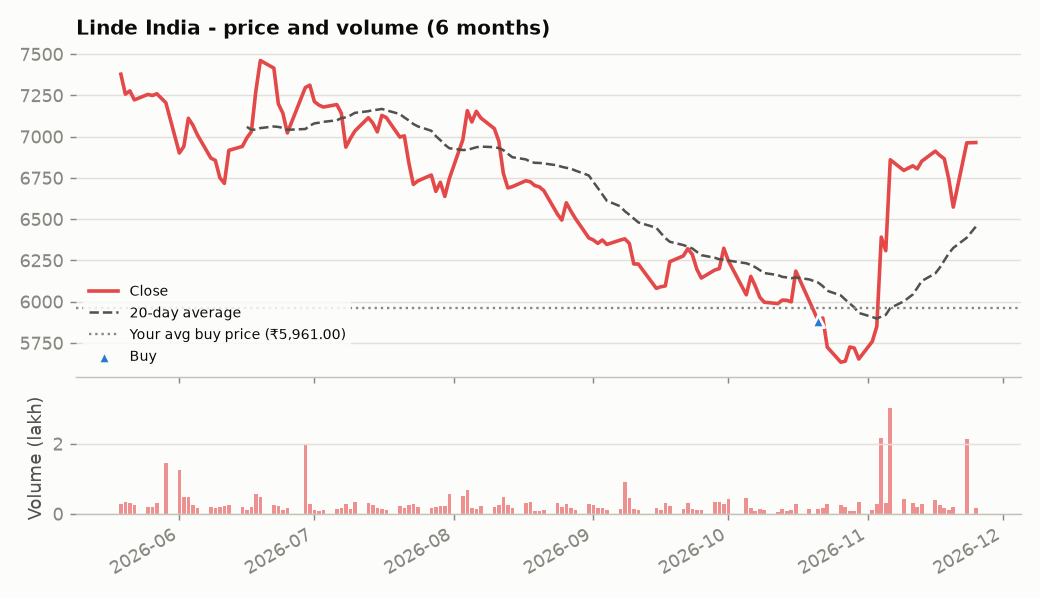 Linde India - price and volume (6 months)
7500
7250
7000
6750
6500
6250
6000
5750
Close
20-day average
Your avg buy price (₹5,961.00)
Buy
Volume (lakh)
2
0
2026-06
2026-07
2026-08
2026-09
2026-10
2026-11
2026-12